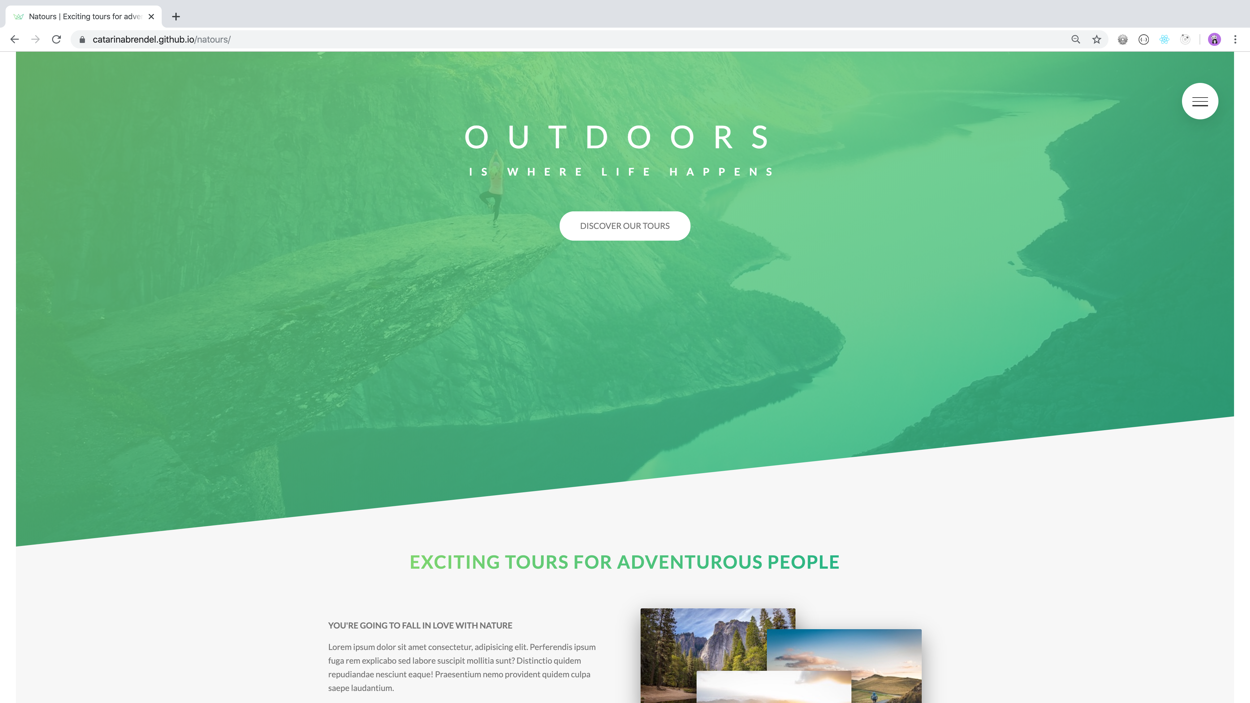 Natours | Exciting tours for adve
catarinabrendel.github.io/natours/
OUTDOORS
IS WHERE LIFE HAPPENS
DISCOVER OUR TOURS
EXCITING TOURS FOR ADVENTUROUS PEOPLE
YOU'RE GOING TO FALL IN LOVE WITH NATURE
Lorem ipsum dolor sit amet consectetur, adipisicing elit. Perferendis ipsum
fuga rem explicabo sed labore suscipit mollitia sunt? Distinctio quidem
repudiandae nesciunt eaque! Praesentium nemo provident quidem culpa
saepe laudantium.